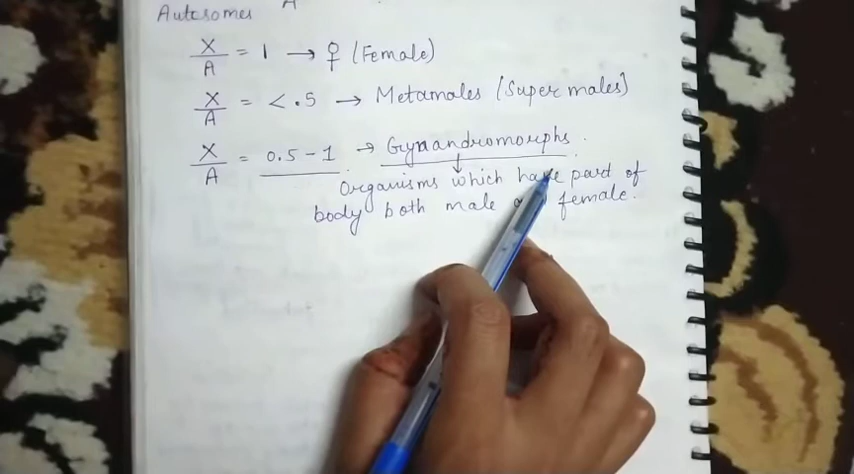 Autosomes A
X/A = 1 → ♀ (Female)
X/A = < .5 → Metamales (Super males)
X/A = 0.5 - 1 → Gynandromorphs.
Organisms which have part of
body both male female.